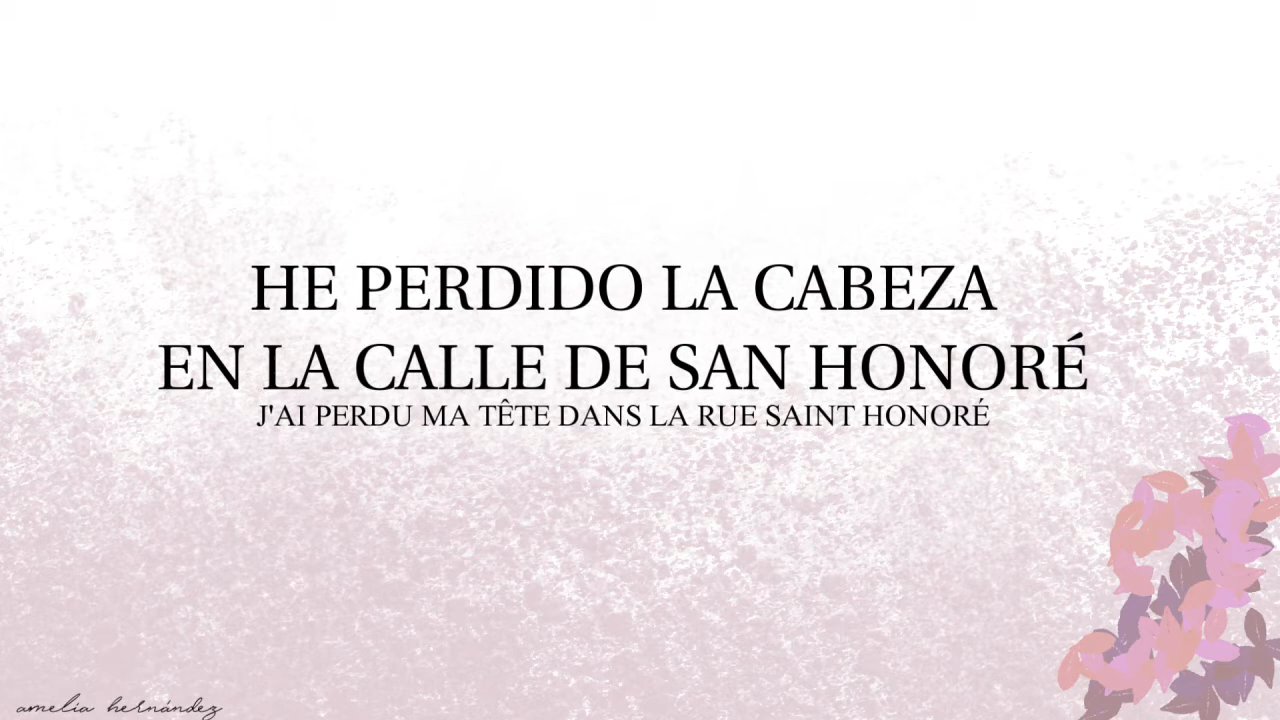 HE PERDIDO LA CABEZA
EN LA CALLE DE SAN HONORÉ
J'AI PERDU MA TÊTE DANS LA RUE SAINT HONORÉ
amelia hernández